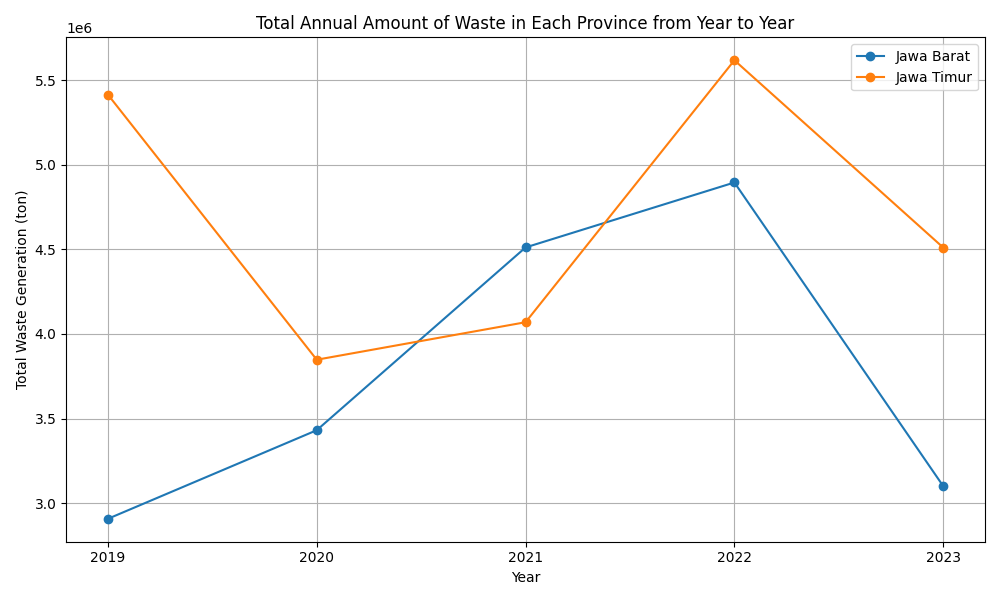 Total Annual Amount of Waste in Each Province from Year to Year
1e6
Jawa Barat
Jawa Timur
5.5
5.0
4.5
4.0
3.5
3.0
Total Waste Generation (ton)
2019 2020 2021 2022 2023
Year